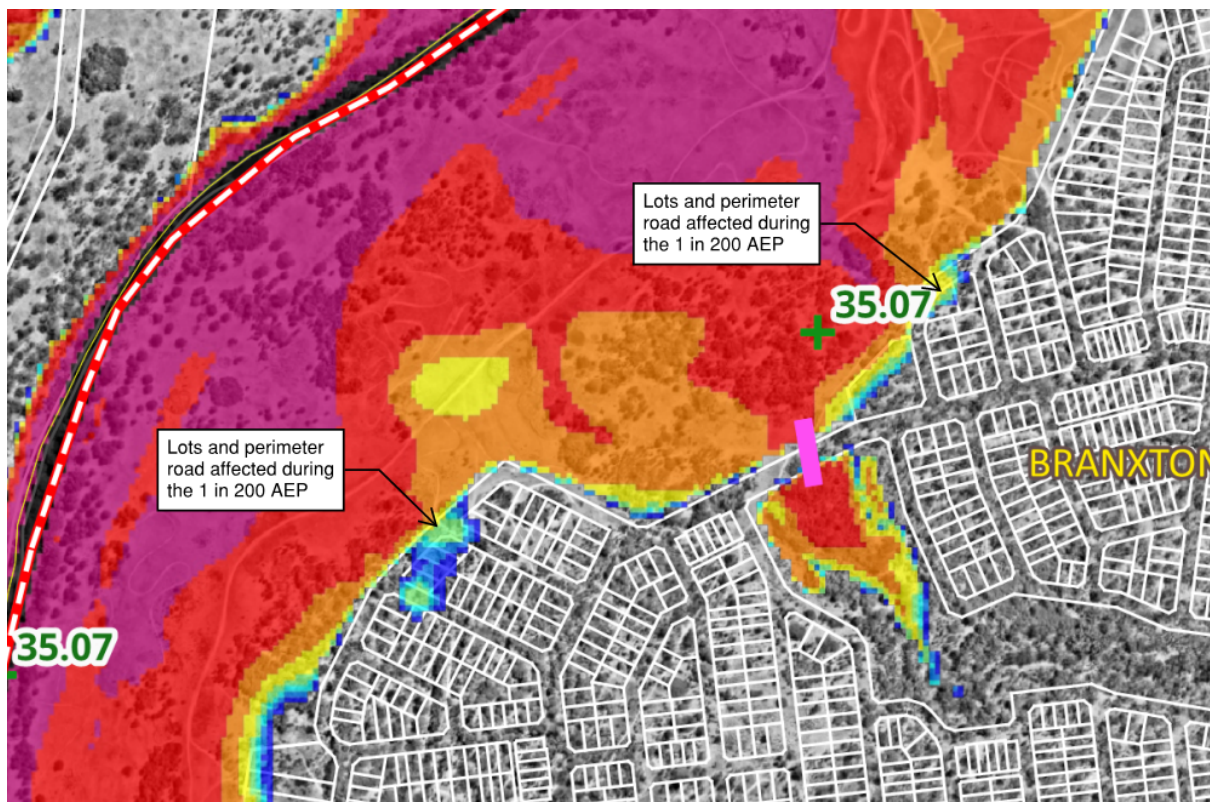 Lots and perimeter
road affected during
the 1 in 200 AEP
35.07
Lots and perimeter
road affected during
the 1 in 200 AEP
BRANXTON
35.07